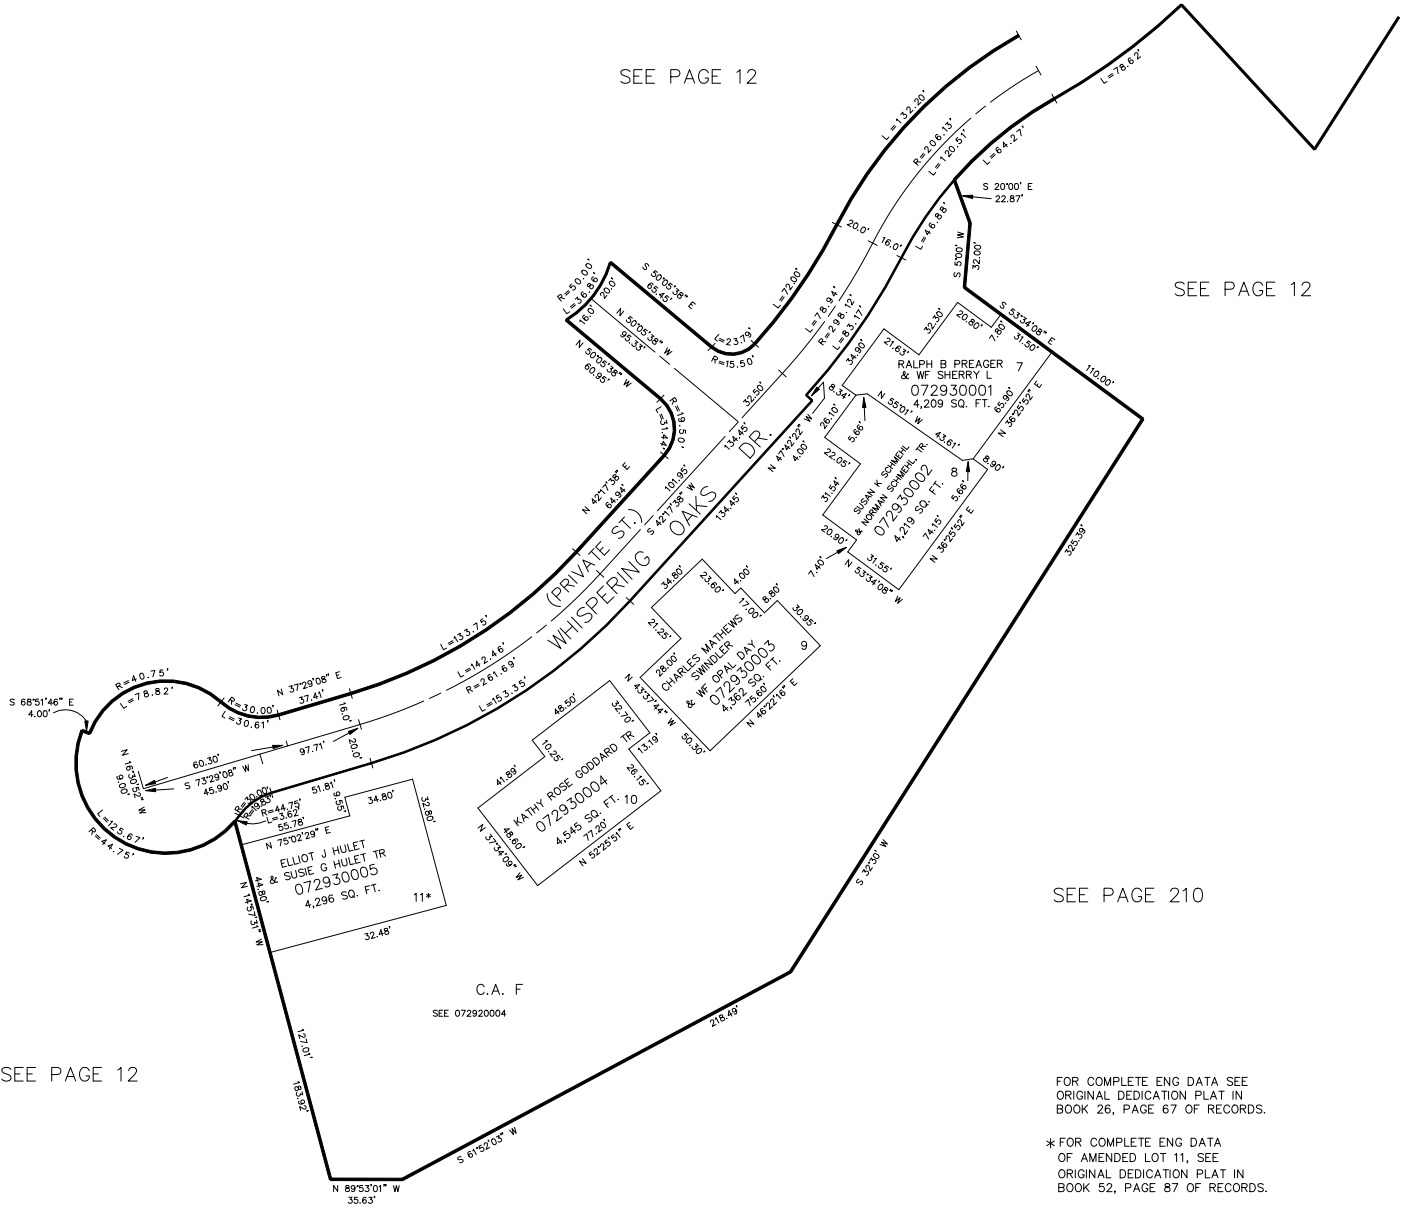 SEE PAGE 12
L=78.62'
L=132.20'
R=206.13'
L=120.51'
L=64.27'
S 20°00' E
22.87'
20.0'
16.0'
L=46.88'
S 5°00' W
32.00'
SEE PAGE 12
R=50.00'
L=36.86'
20.0'
16.0'
S 50°05'38" E
65.45'
N 50°05'38" W
95.33'
N 50°05'38" W
60.95'
L=23.79'
R=15.50'
L=72.00'
L=78.94'
R=298.12'
L=83.17'
S 53°34'08" E
31.50'
110.00'
20.80'
7.80'
32.30'
21.63'
34.90'
RALPH B PREAGER
& WF SHERRY L
7
072930001
4,209 SQ. FT.
65.90'
N 36°25'52" E
8.34'
N 55°01' W
43.61'
5.66'
26.10'
22.05'
31.54'
20.90'
7.40'
SUSAN K SCHMEHL
& NORMAN SCHMEHL, TR.
072930002
4,219 SQ. FT.
8
8.90'
5.66'
74.15'
N 36°25'52" E
31.55'
N 53°34'08" W
32.50'
134.45'
N 47°42'22" W
4.00'
R=19.50'
L=31.44'
101.95'
S 42°17'38" W
134.45'
N 42°17'38" E
64.94'
(PRIVATE ST.)
WHISPERING OAKS DR.
325.39'
S 32°30' W
34.80'
23.60'
4.00'
17.00'
8.80'
30.95'
21.25'
28.00'
CHARLES MATHEWS
SWINDLER
& WF OPAL DAY
072930003
4,362 SQ. FT.
9
75.60'
N 46°22'16" E
N 43°37'44" W
50.30'
L=133.75'
L=142.46'
R=261.69'
L=153.35'
R=40.75'
L=78.82'
S 68°51'46" E
4.00'
R=30.00'
L=30.61'
N 37°29'08" E
37.41'
16.0'
20.0'
60.30'
97.71'
S 73°29'08" W
45.90'
N 16°30'52" W
9.00'
L=125.67'
R=44.75'
R=30.00'
R=19.83'
R=44.75'
L=3.62'
51.81'
55.78'
N 75°02'29" E
9.55'
34.80'
32.80'
ELLIOT J HULET
& SUSIE G HULET TR
072930005
4,296 SQ. FT.
11*
44.80'
N 14°57'31" W
32.48'
48.50'
32.70'
13.19'
10.25'
41.89'
26.15'
KATHY ROSE GODDARD TR
072930004
4,545 SQ. FT.
10
77.20'
N 52°25'51" E
48.60'
N 37°34'09" W
SEE PAGE 210
C.A. F
SEE 072920004
218.49'
S 61°52'03" W
127.01'
183.92'
N 89°53'01" W
35.63'
SEE PAGE 12
FOR COMPLETE ENG DATA SEE
ORIGINAL DEDICATION PLAT IN
BOOK 26, PAGE 67 OF RECORDS.
* FOR COMPLETE ENG DATA
OF AMENDED LOT 11, SEE
ORIGINAL DEDICATION PLAT IN
BOOK 52, PAGE 87 OF RECORDS.